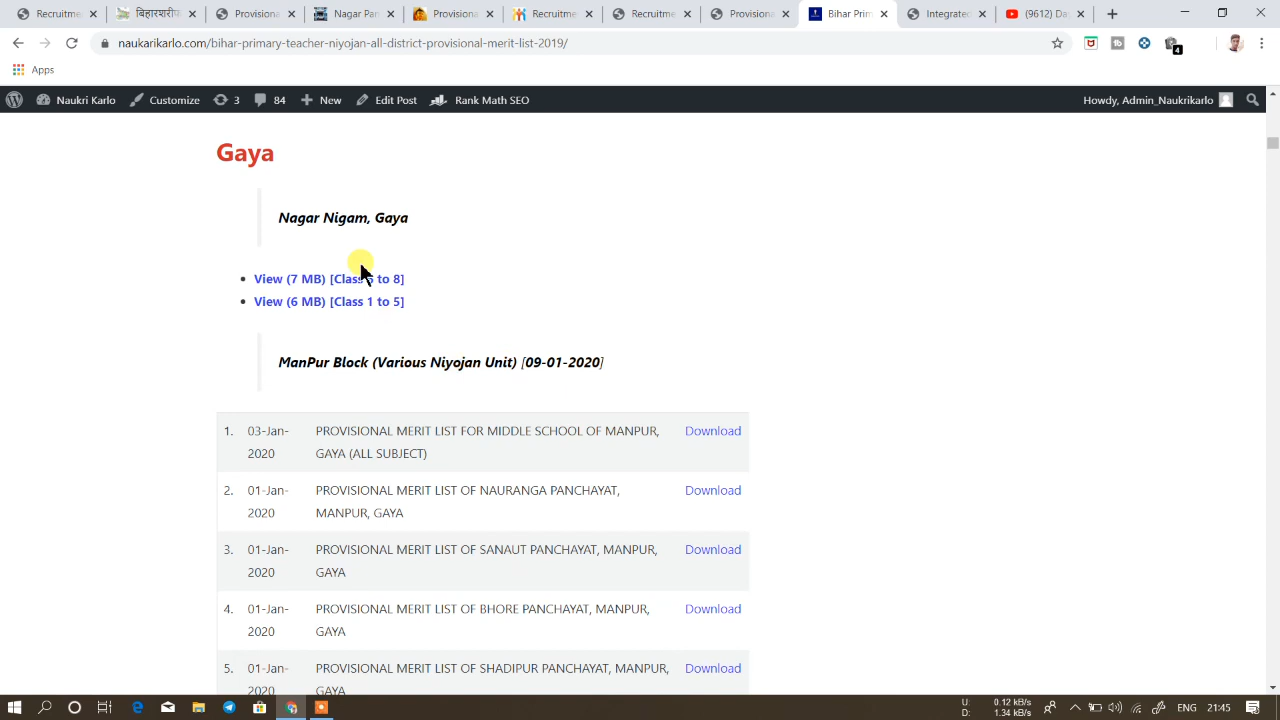 Recruitme
बिहारशरीफ
Provisiona
Nagar Pan
Provisiona
Recruitme
Recruitme
Provisiona
Bihar Prim
Integrated
(9612) Das
naukarikarlo.com/bihar-primary-teacher-niyojan-all-district-provisional-merit-list-2019/
4
Apps
Naukri Karlo
Customize
3
84
New
Edit Post
Rank Math SEO
Howdy, Admin_Naukrikarlo
Gaya
Nagar Nigam, Gaya
View (7 MB) [Class 6 to 8]
View (6 MB) [Class 1 to 5]
ManPur Block (Various Niyojan Unit) [09-01-2020]
1. 03-Jan- PROVISIONAL MERIT LIST FOR MIDDLE SCHOOL OF MANPUR, Download
2020 GAYA (ALL SUBJECT)
2. 01-Jan- PROVISIONAL MERIT LIST OF NAURANGA PANCHAYAT, Download
2020 MANPUR, GAYA
3. 01-Jan- PROVISIONAL MERIT LIST OF SANAUT PANCHAYAT, MANPUR, Download
2020 GAYA
4. 01-Jan- PROVISIONAL MERIT LIST OF BHORE PANCHAYAT, MANPUR, Download
2020 GAYA
5. 01-Jan- PROVISIONAL MERIT LIST OF SHADIPUR PANCHAYAT, MANPUR, Download
2020 GAYA
U: 0.12 kB/s
D: 1.34 kB/s
ENG 21:45